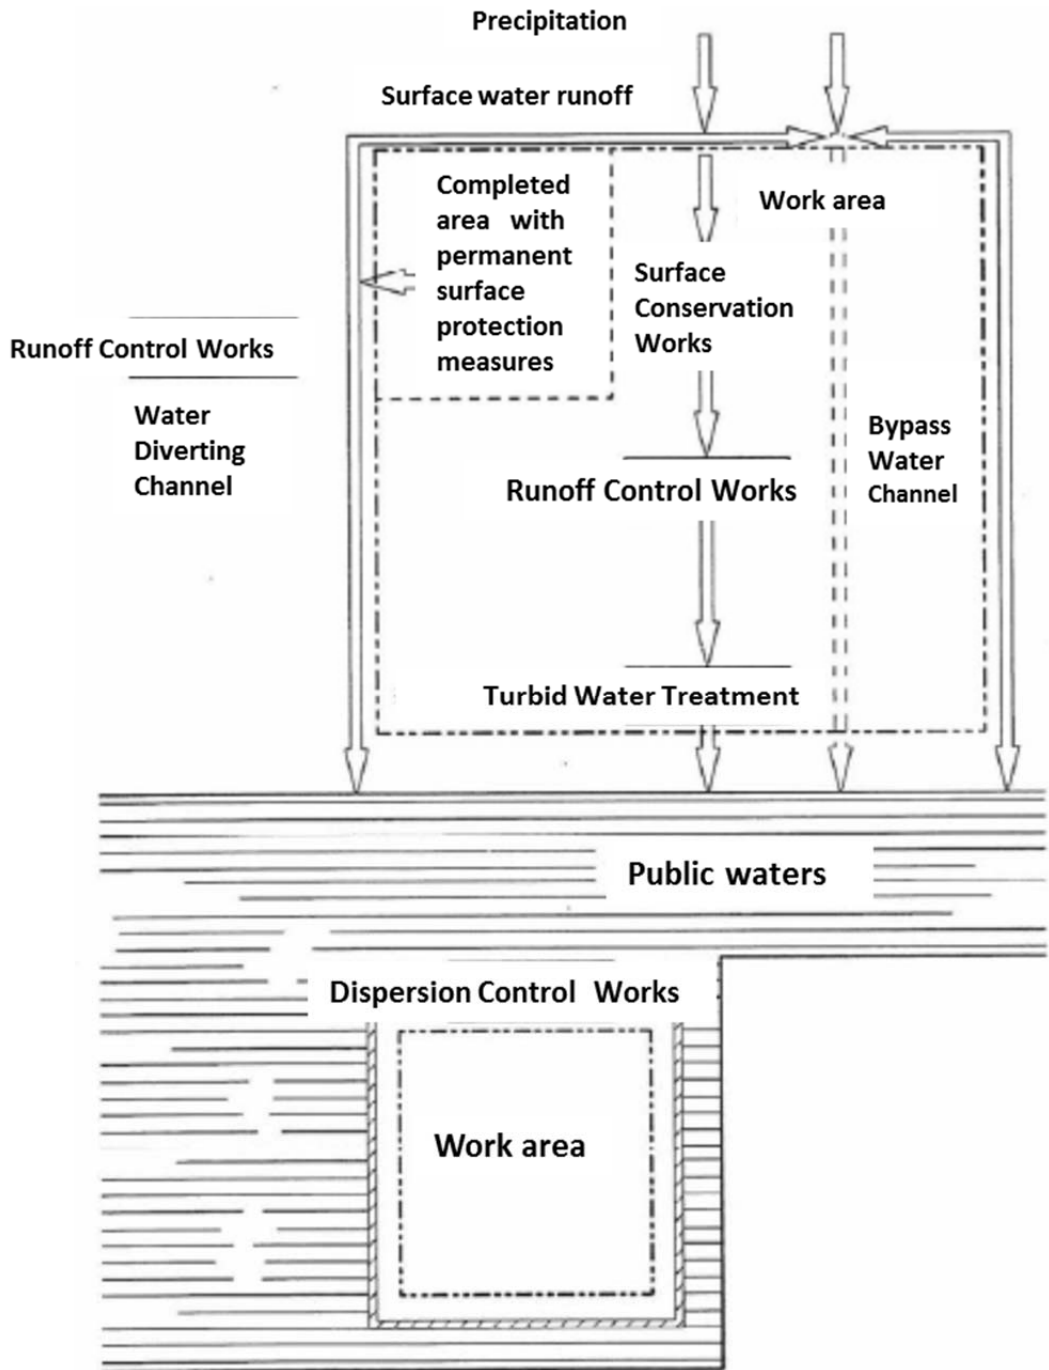 Precipitation
Surface water runoff
Completed
area with
permanent
surface
protection
measures
Work area
Surface
Conservation
Works
Runoff Control Works
Water
Diverting
Channel
Bypass
Water
Channel
Runoff Control Works
Turbid Water Treatment
Public waters
Dispersion Control Works
Work area